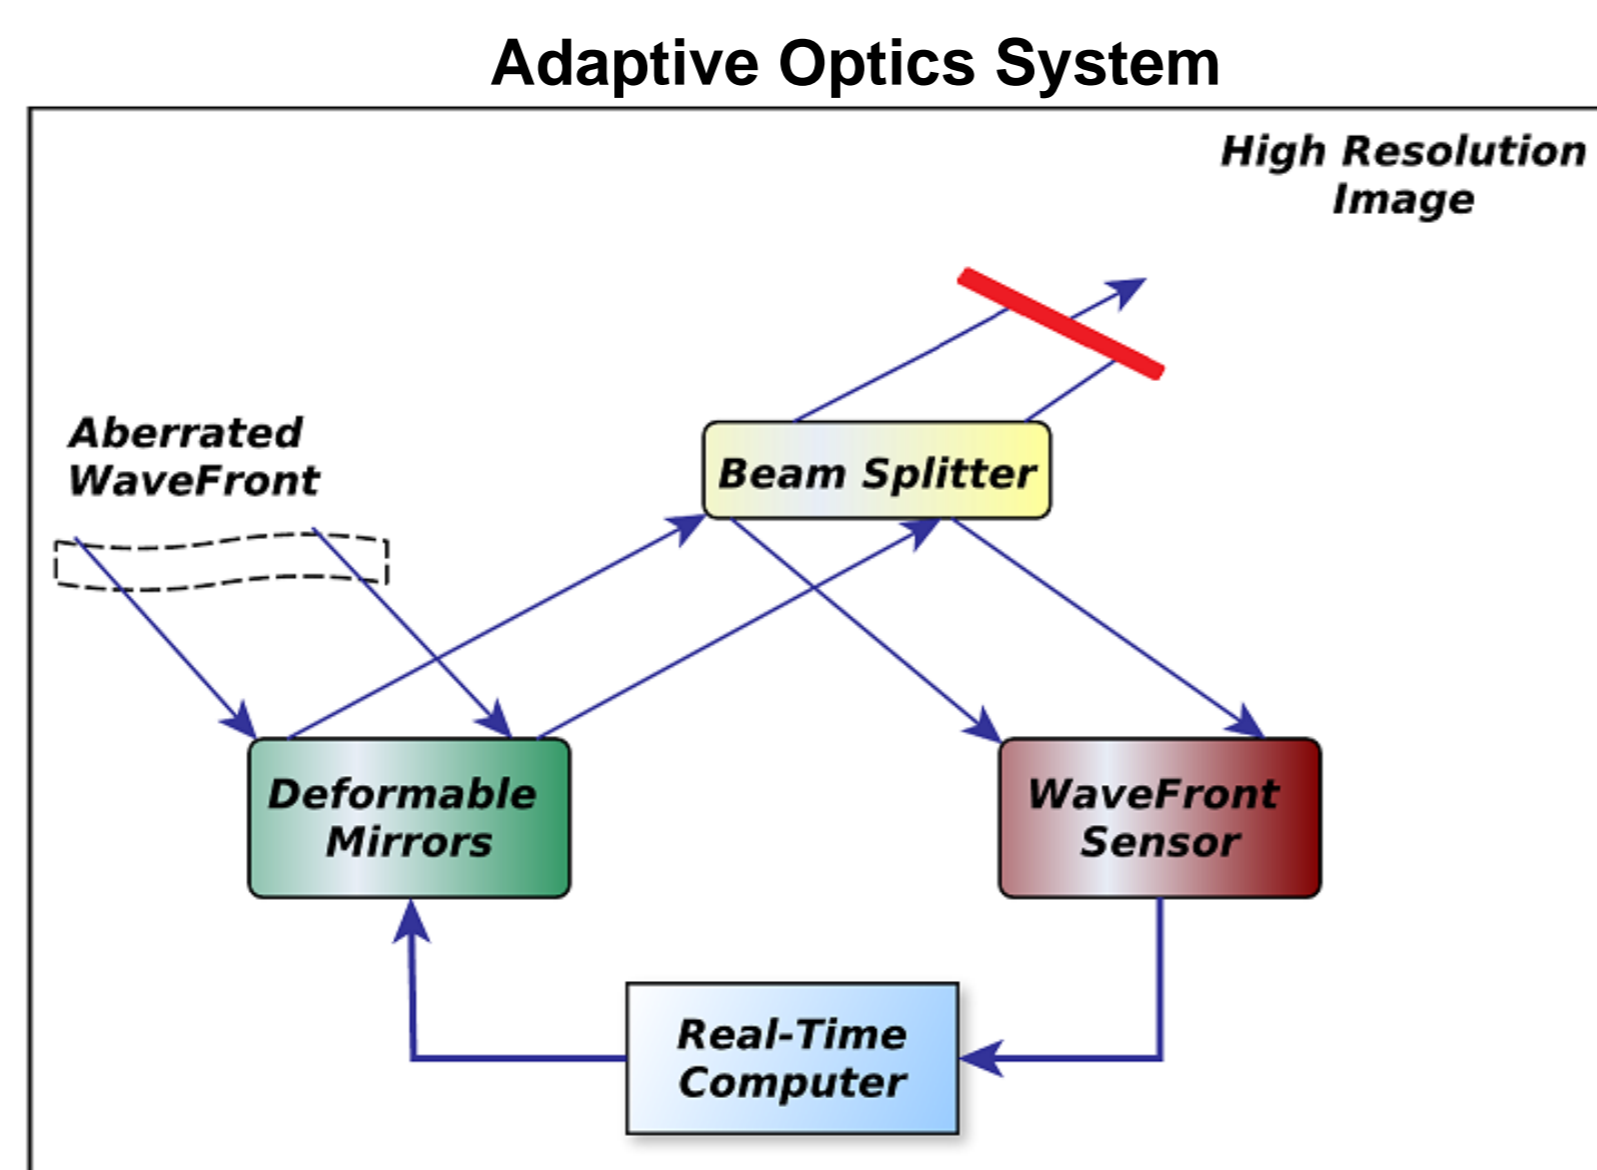 Adaptive Optics System
High Resolution
Image
Aberrated
WaveFront
Beam Splitter
Deformable
Mirrors
WaveFront
Sensor
Real-Time
Computer